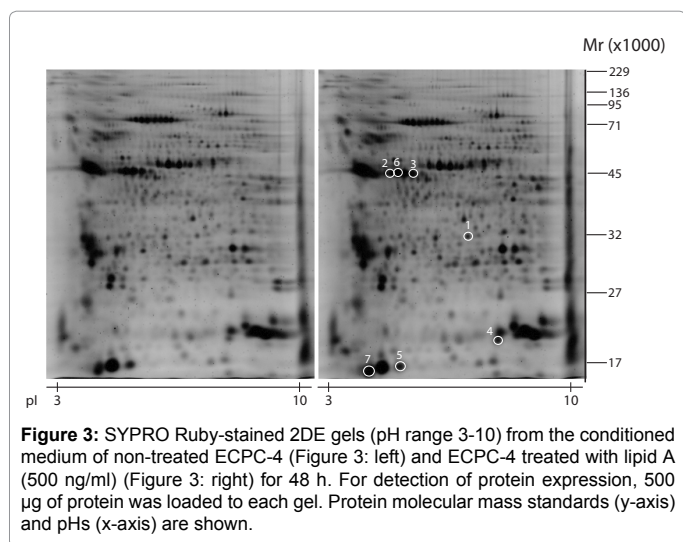 Mr (x1000)
229
136
95
71
2 6 3
45
1
32
27
4
7 5
17
pI 3 10 3 10
Figure 3: SYPRO Ruby-stained 2DE gels (pH range 3-10) from the conditioned
medium of non-treated ECPC-4 (Figure 3: left) and ECPC-4 treated with lipid A
(500 ng/ml) (Figure 3: right) for 48 h. For detection of protein expression, 500
µg of protein was loaded to each gel. Protein molecular mass standards (y-axis)
and pHs (x-axis) are shown.